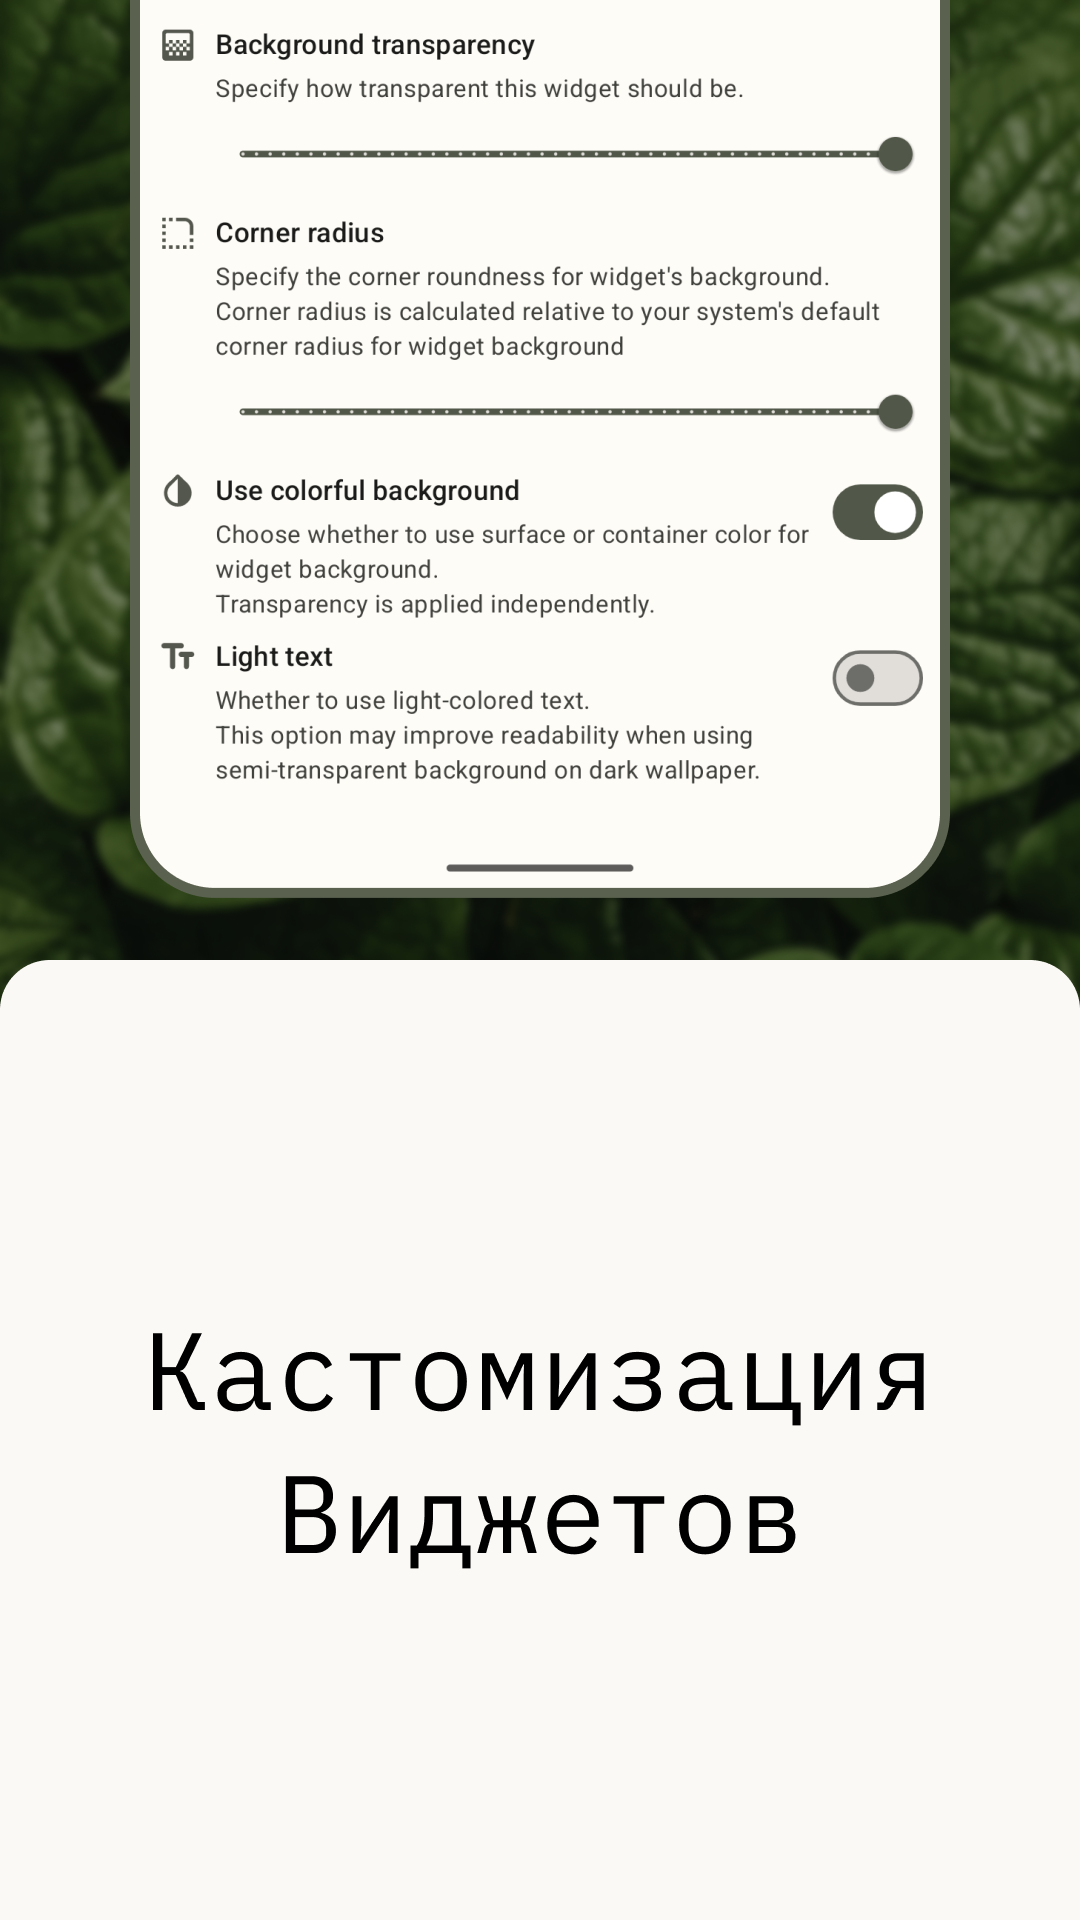 Background transparency
Specify how transparent this widget should be.
Corner radius
Specify the corner roundness for widget's background.
Corner radius is calculated relative to your system's default
corner radius for widget background
Use colorful background
Choose whether to use surface or container color for
widget background.
Transparency is applied independently.
Light text
Whether to use light-colored text.
This option may improve readability when using
semi-transparent background on dark wallpaper.
Кастомизация
Виджетов